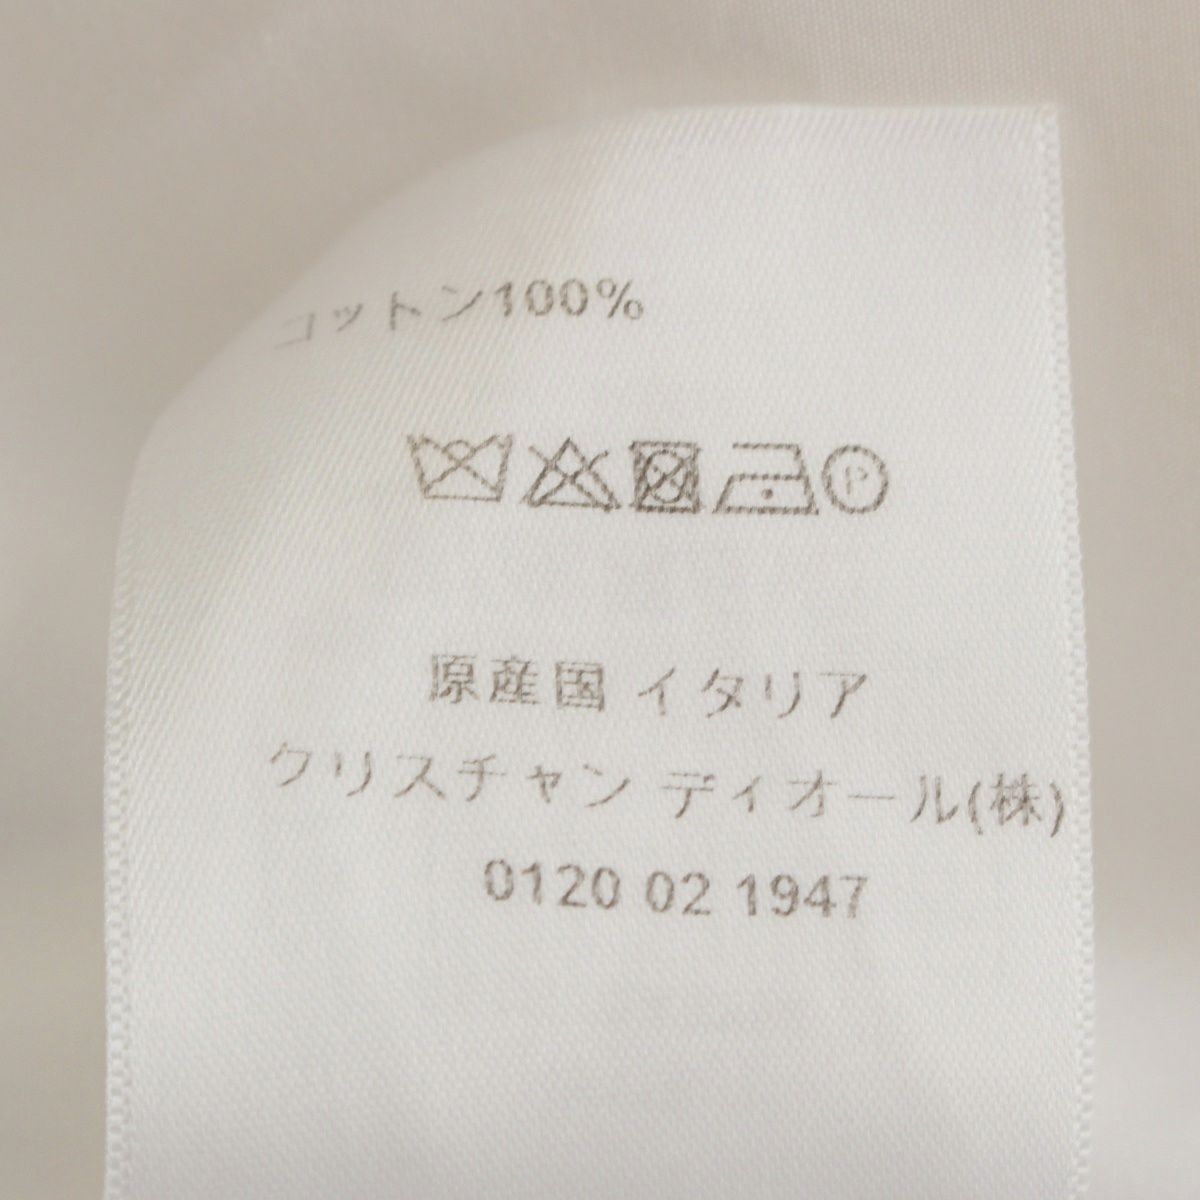 コットン100%
P
原産国 イタリア
クリスチャン ディオール(株)
0120 02 1947